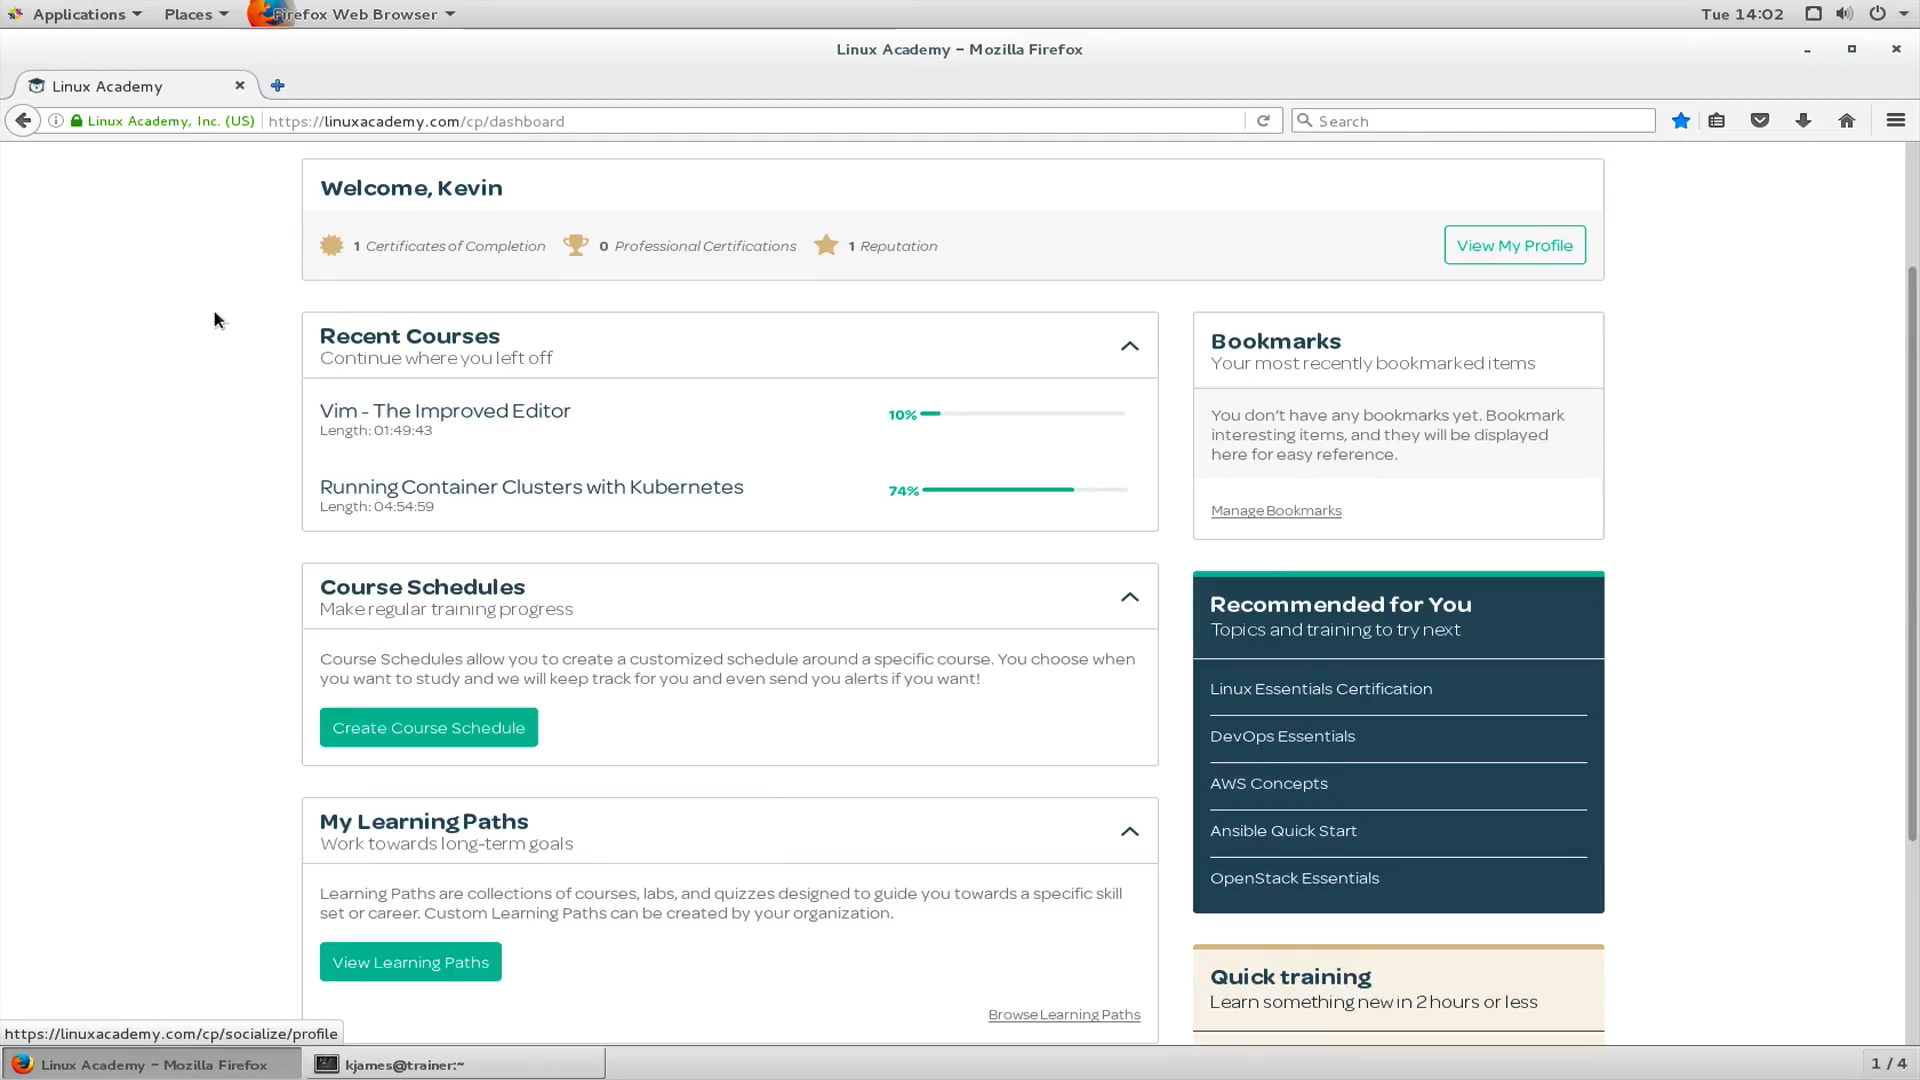 Applications Places Firefox Web Browser Tue 14:02
Linux Academy – Mozilla Firefox
Linux Academy
Linux Academy, Inc. (US) https://linuxacademy.com/cp/dashboard Search
Welcome, Kevin
1 Certificates of Completion 0 Professional Certifications 1 Reputation View My Profile
Recent Courses
Continue where you left off
Vim - The Improved Editor 10%
Length: 01:49:43
Running Container Clusters with Kubernetes 74%
Length: 04:54:59
Bookmarks
Your most recently bookmarked items
You don't have any bookmarks yet. Bookmark
interesting items, and they will be displayed
here for easy reference.
Manage Bookmarks
Course Schedules
Make regular training progress
Course Schedules allow you to create a customized schedule around a specific course. You choose when
you want to study and we will keep track for you and even send you alerts if you want!
Create Course Schedule
Recommended for You
Topics and training to try next
Linux Essentials Certification
DevOps Essentials
AWS Concepts
Ansible Quick Start
OpenStack Essentials
My Learning Paths
Work towards long-term goals
Learning Paths are collections of courses, labs, and quizzes designed to guide you towards a specific skill
set or career. Custom Learning Paths can be created by your organization.
View Learning Paths
Browse Learning Paths
Quick training
Learn something new in 2 hours or less
https://linuxacademy.com/cp/socialize/profile
Linux Academy – Mozilla Firefox kjames@trainer:~ 1 / 4